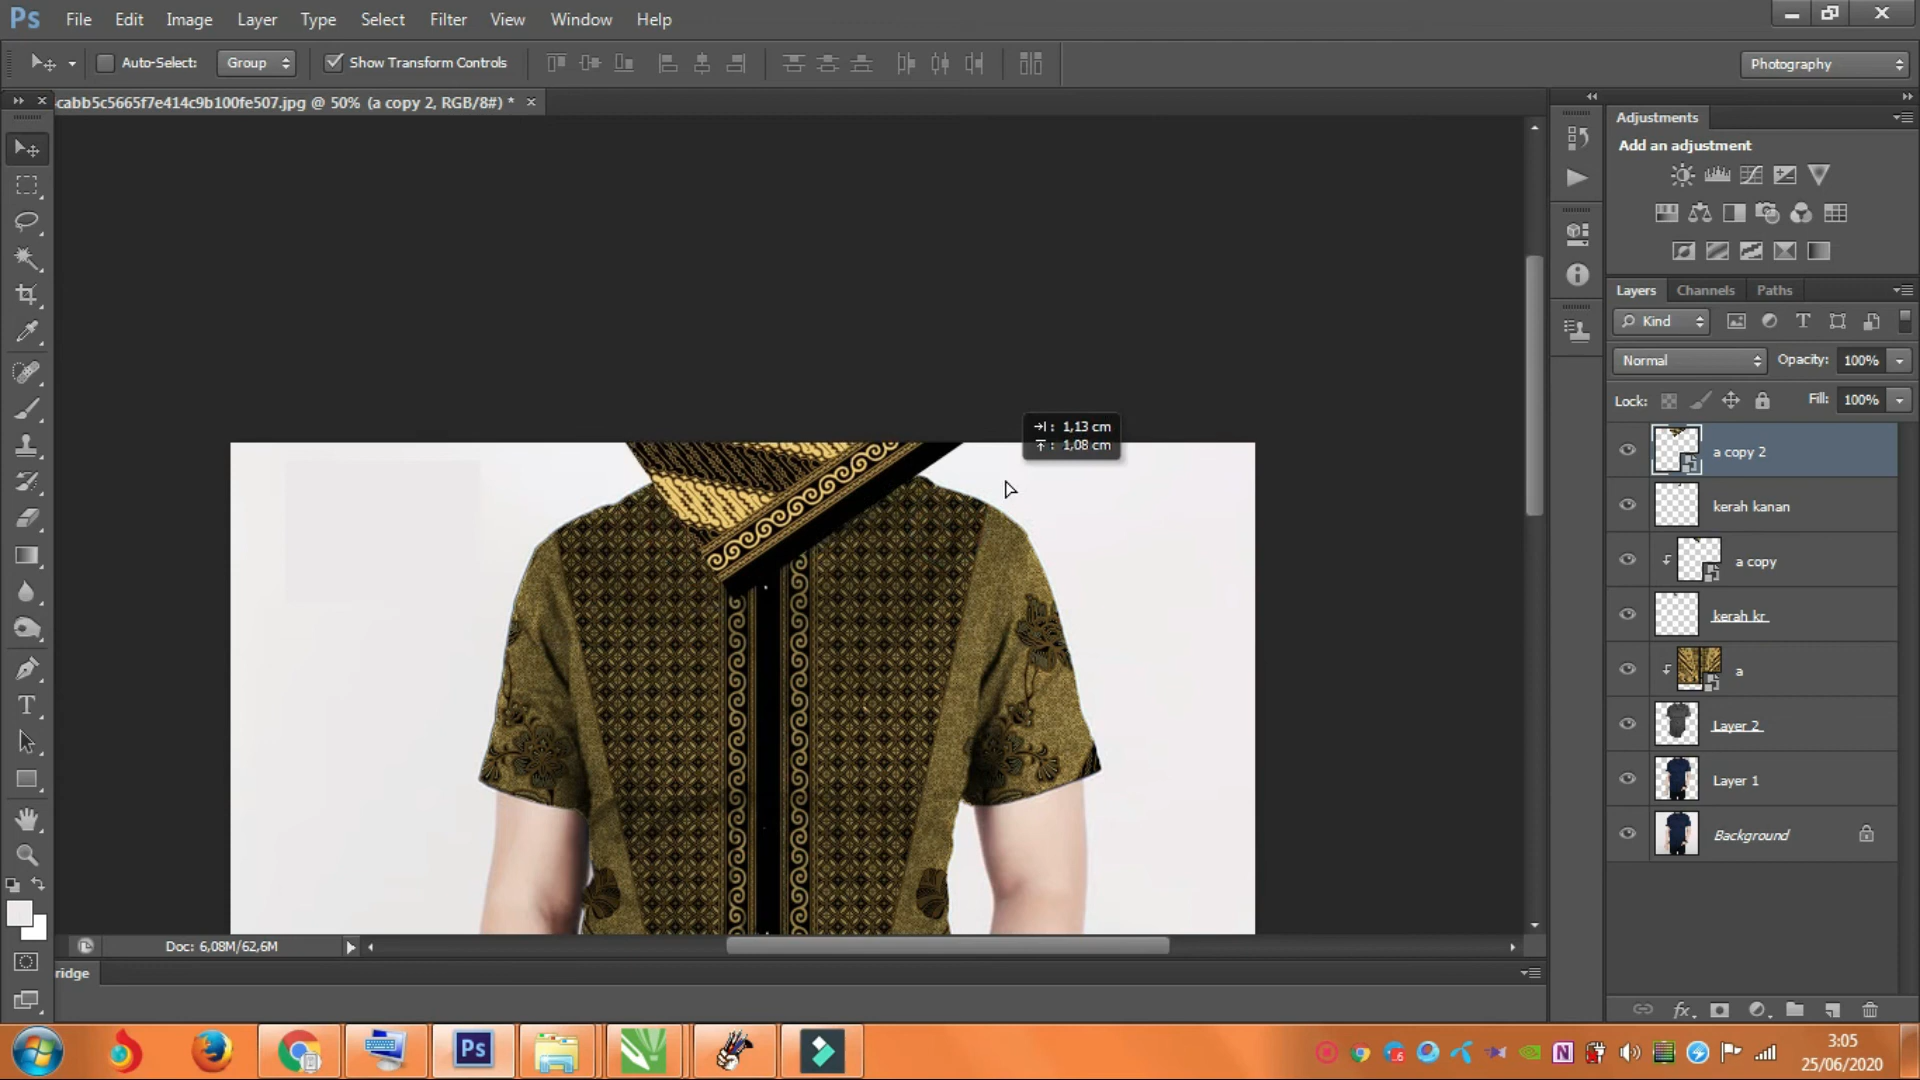 Ps File Edit Image Layer Type Select Filter View Window Help
Auto-Select: Group Show Transform Controls Photography
cabb5c5665f7e414c9b100fe507.jpg @ 50% (a copy 2, RGB/8#) *
Adjustments
Add an adjustment
Layers Channels Paths
Kind
Normal Opacity: 100%
Lock: Fill: 100%
1,13 cm
1,08 cm
a copy 2
kerah kanan
a copy
kerah kr
a
Layer 2
Layer 1
Background
Doc: 6,08M/62,6M
ridge
fx
Ps
N
3:05
25/06/2020